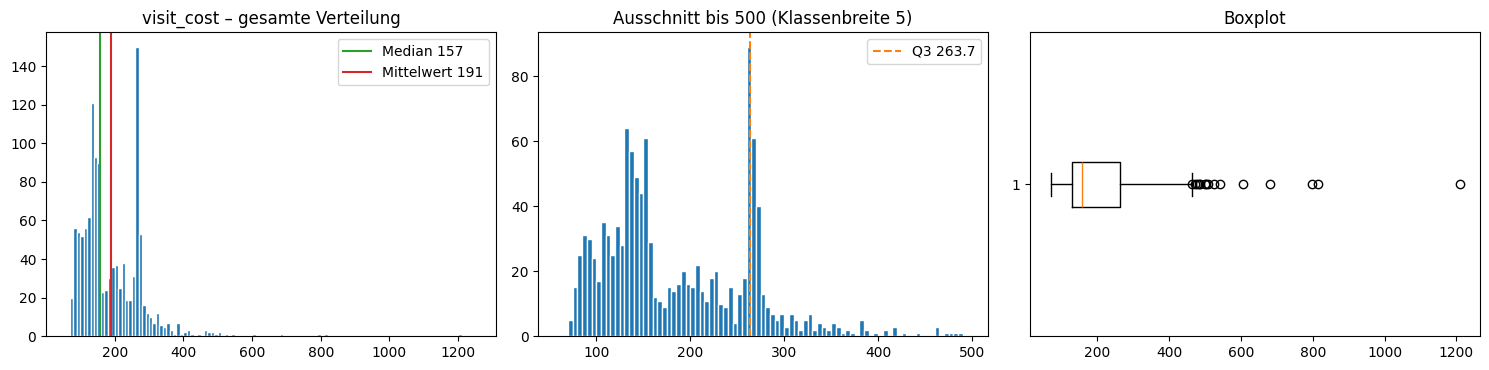 visit_cost – gesamte Verteilung
Median 157
Mittelwert 191
140
120
100
80
60
40
20
0
200 400 600 800 1000 1200
Ausschnitt bis 500 (Klassenbreite 5)
Q3 263.7
80
60
40
20
0
100 200 300 400 500
Boxplot
1
200 400 600 800 1000 1200